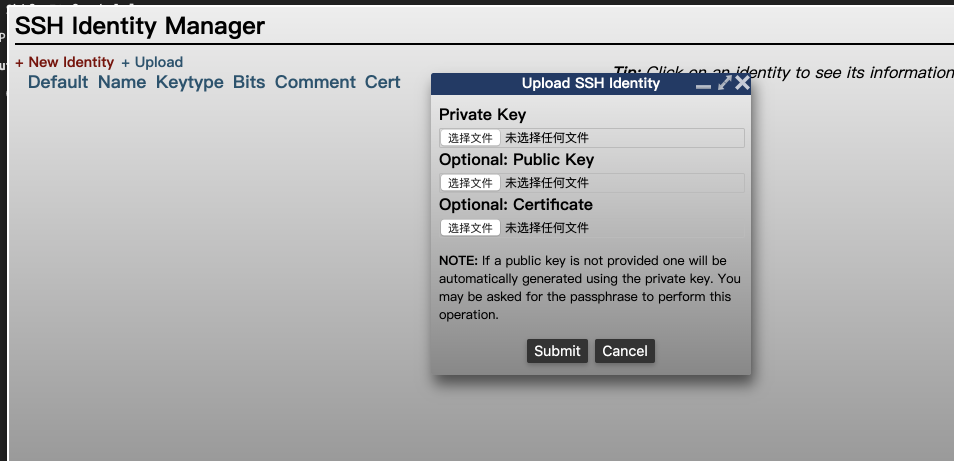 SSH Identity Manager
+ New Identity + Upload
Tip: Click on an identity to see its information
Default Name Keytype Bits Comment Cert
Upload SSH Identity
Private Key
选择文件 未选择任何文件
Optional: Public Key
选择文件 未选择任何文件
Optional: Certificate
选择文件 未选择任何文件
NOTE: If a public key is not provided one will be
automatically generated using the private key. You
may be asked for the passphrase to perform this
operation.
Submit Cancel